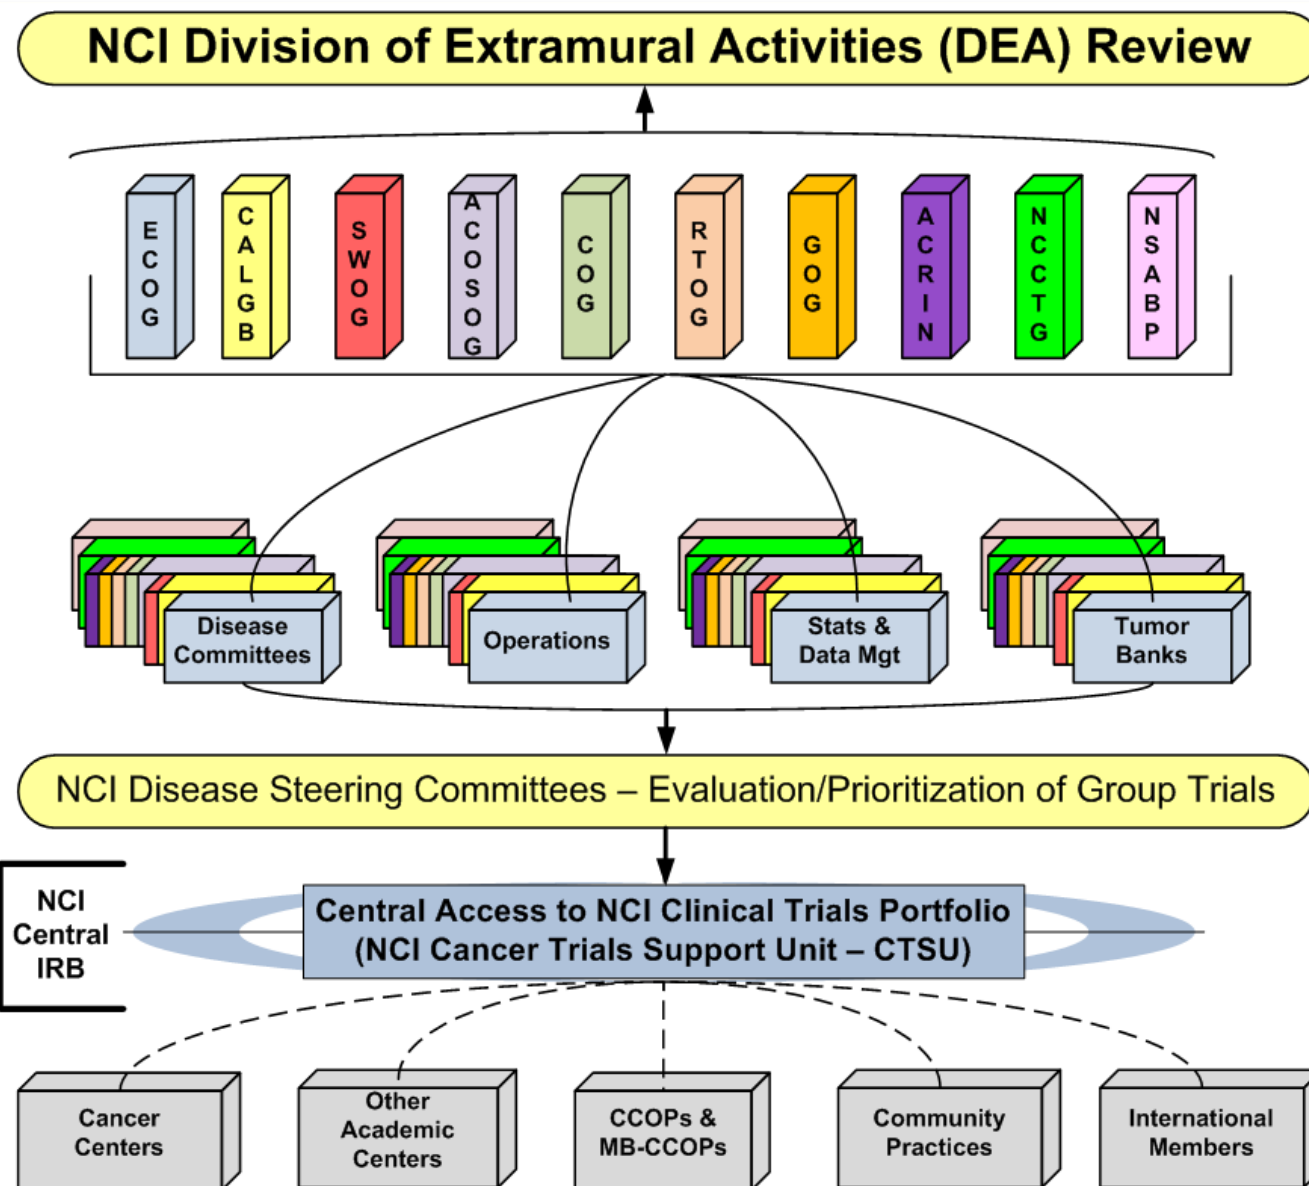 NCI Division of Extramural Activities (DEA) Review
ECOG
CALGB
SWOG
ACOSOG
COG
RTOG
GOG
ACRIN
NCCTG
NSABP
Disease
Committees
Operations
Stats &
Data Mgt
Tumor
Banks
NCI Disease Steering Committees – Evaluation/Prioritization of Group Trials
NCI
Central
IRB
Central Access to NCI Clinical Trials Portfolio
(NCI Cancer Trials Support Unit – CTSU)
Cancer
Centers
Other
Academic
Centers
CCOPs &
MB-CCOPs
Community
Practices
International
Members